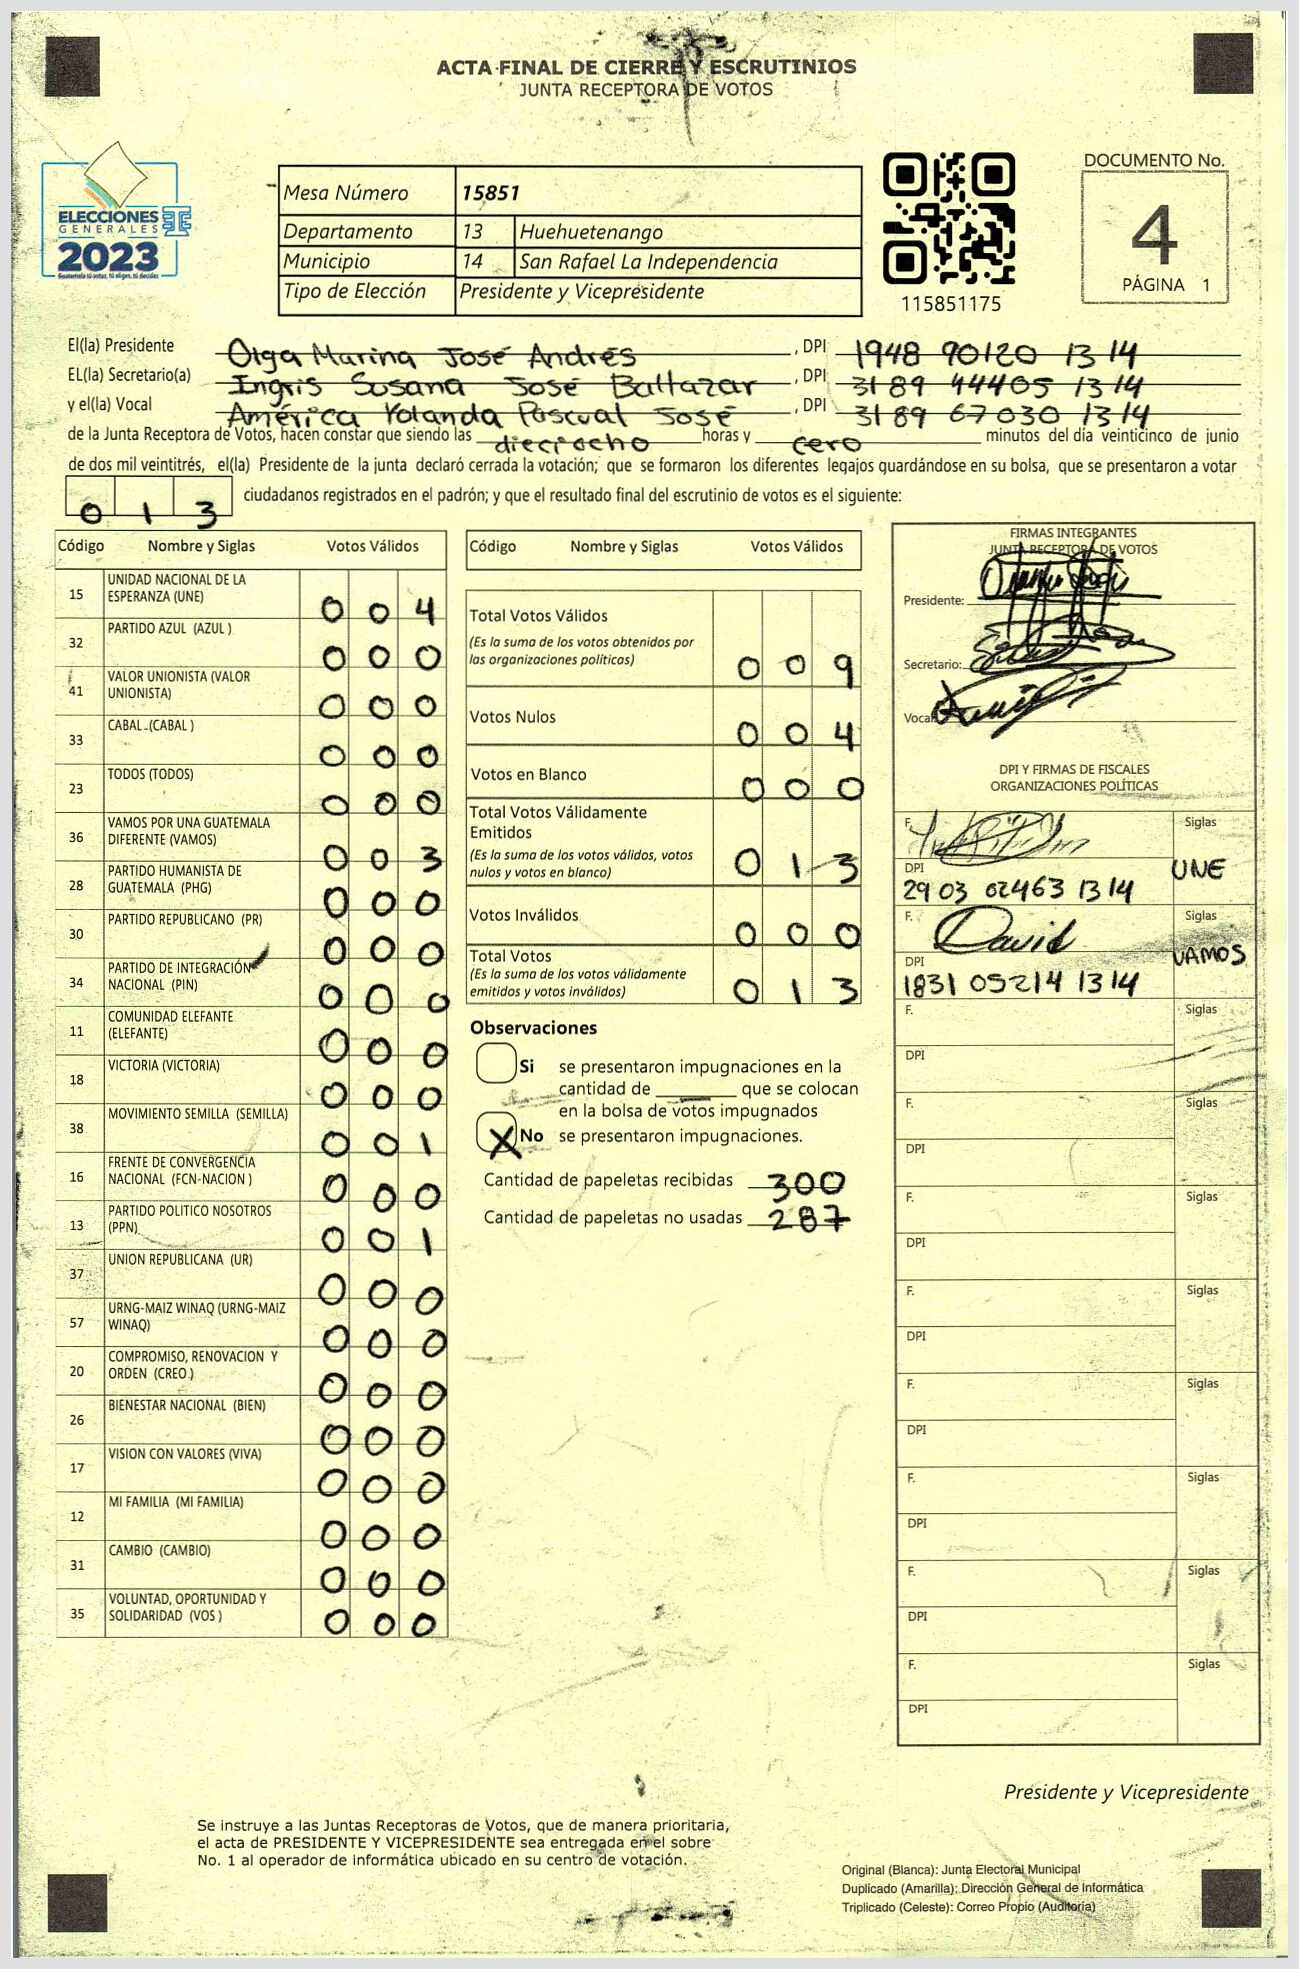 ACTA FINAL DE CIERRE Y ESCRUTINIOS
JUNTA RECEPTORA DE VOTOS
ELECCIONES
GENERALES
2023
Mesa Número 15851
Departamento 13 Huehuetenango
Municipio 14 San Rafael La Independencia
Tipo de Elección Presidente y Vicepresidente
115851175
DOCUMENTO No.
4
PÁGINA 1
El(la) Presidente Olga Marina José Andrés , DPI 1948 90120 1314
EL(la) Secretario(a) Ingris Susana José Baltazar , DPI 3189 44405 1314
y el(la) Vocal América Yolanda Pascual José , DPI 3189 67030 1314
de la Junta Receptora de Votos, hacen constar que siendo las dieciocho horas y cero minutos del día veinticinco de junio
de dos mil veintitrés, el(la) Presidente de la junta declaró cerrada la votación; que se formaron los diferentes legajos guardándose en su bolsa, que se presentaron a votar
0 1 3 ciudadanos registrados en el padrón; y que el resultado final del escrutinio de votos es el siguiente:
Código Nombre y Siglas Votos Válidos
15 UNIDAD NACIONAL DE LA
ESPERANZA (UNE) 0 0 4
32 PARTIDO AZUL (AZUL ) 0 0 0
41 VALOR UNIONISTA (VALOR
UNIONISTA) 0 0 0
33 CABAL (CABAL ) 0 0 0
23 TODOS (TODOS) 0 0 0
36 VAMOS POR UNA GUATEMALA
DIFERENTE (VAMOS) 0 0 3
28 PARTIDO HUMANISTA DE
GUATEMALA (PHG) 0 0 0
30 PARTIDO REPUBLICANO (PR) 0 0 0
34 PARTIDO DE INTEGRACIÓN
NACIONAL (PIN) 0 0 0
11 COMUNIDAD ELEFANTE
(ELEFANTE) 0 0 0
18 VICTORIA (VICTORIA) 0 0 0
38 MOVIMIENTO SEMILLA (SEMILLA) 0 0 1
16 FRENTE DE CONVERGENCIA
NACIONAL (FCN-NACION ) 0 0 0
13 PARTIDO POLITICO NOSOTROS
(PPN) 0 0 1
37 UNION REPUBLICANA (UR) 0 0 0
57 URNG-MAIZ WINAQ (URNG-MAIZ
WINAQ) 0 0 0
20 COMPROMISO, RENOVACION Y
ORDEN (CREO ) 0 0 0
26 BIENESTAR NACIONAL (BIEN) 0 0 0
17 VISION CON VALORES (VIVA) 0 0 0
12 MI FAMILIA (MI FAMILIA) 0 0 0
31 CAMBIO (CAMBIO) 0 0 0
35 VOLUNTAD, OPORTUNIDAD Y
SOLIDARIDAD (VOS ) 0 0 0
Código Nombre y Siglas Votos Válidos
Total Votos Válidos
(Es la suma de los votos obtenidos por
las organizaciones políticas) 0 0 9
Votos Nulos 0 0 4
Votos en Blanco 0 0 0
Total Votos Válidamente
Emitidos
(Es la suma de los votos válidos, votos
nulos y votos en blanco) 0 1 3
Votos Inválidos 0 0 0
Total Votos
(Es la suma de los votos válidamente
emitidos y votos inválidos) 0 1 3
Observaciones
Si se presentaron impugnaciones en la
cantidad de ________ que se colocan
en la bolsa de votos impugnados
X No se presentaron impugnaciones.
Cantidad de papeletas recibidas 300
Cantidad de papeletas no usadas 287
FIRMAS INTEGRANTES
JUNTA RECEPTORA DE VOTOS
Presidente:
Secretario:
Vocal
DPI Y FIRMAS DE FISCALES
ORGANIZACIONES POLÍTICAS
F. Siglas
UNE
DPI
2903 02463 1314
F. David Siglas
VAMOS
DPI
1831 05214 1314
F. Siglas
DPI
F. Siglas
DPI
F. Siglas
DPI
F. Siglas
DPI
F. Siglas
DPI
F. Siglas
DPI
F. Siglas
DPI
F. Siglas
DPI
Presidente y Vicepresidente
Se instruye a las Juntas Receptoras de Votos, que de manera prioritaria,
el acta de PRESIDENTE Y VICEPRESIDENTE sea entregada en el sobre
No. 1 al operador de informática ubicado en su centro de votación.
Original (Blanca): Junta Electoral Municipal
Duplicado (Amarilla): Dirección General de Informática
Triplicado (Celeste): Correo Propio (Auditoria)